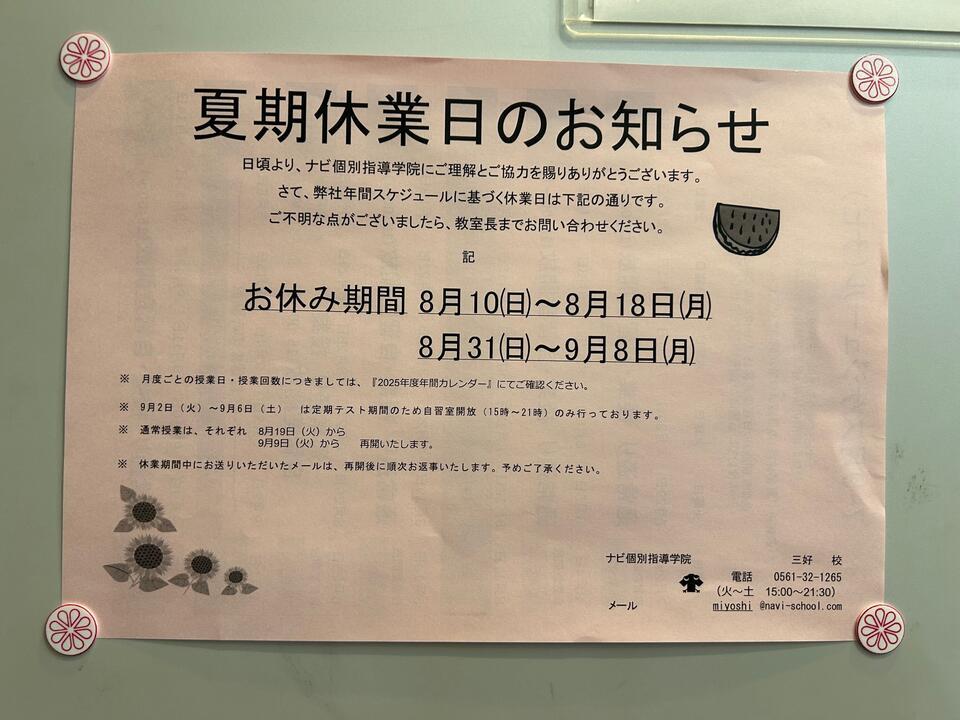 夏期休業日のお知らせ
日頃より、ナビ個別指導学院にご理解とご協力を賜りありがとうございます。
さて、弊社年間スケジュールに基づく休業日は下記の通りです。
ご不明な点がございましたら、教室長までお問い合わせください。
記
お休み期間 8月10㈰～8月18日㈪
8月31㈰～9月8日㈪
※ 月度ごとの授業日・授業回数につきましては、『2025年度年間カレンダー』にてご確認ください。
※ 9月2日（火）～9月6日（土） は定期テスト期間のため自習室開放（15時～21時）のみ行っております。
※ 通常授業は、それぞれ 8月19日（火）から
9月9日（火）から 再開いたします。
※ 休業期間中にお送りいただいたメールは、再開後に順次お返事いたします。予めご了承ください。
ナビ個別指導学院 三好 校
電話 0561-32-1265
（火～土 15:00～21:30）
メール miyoshi @navi-school.com